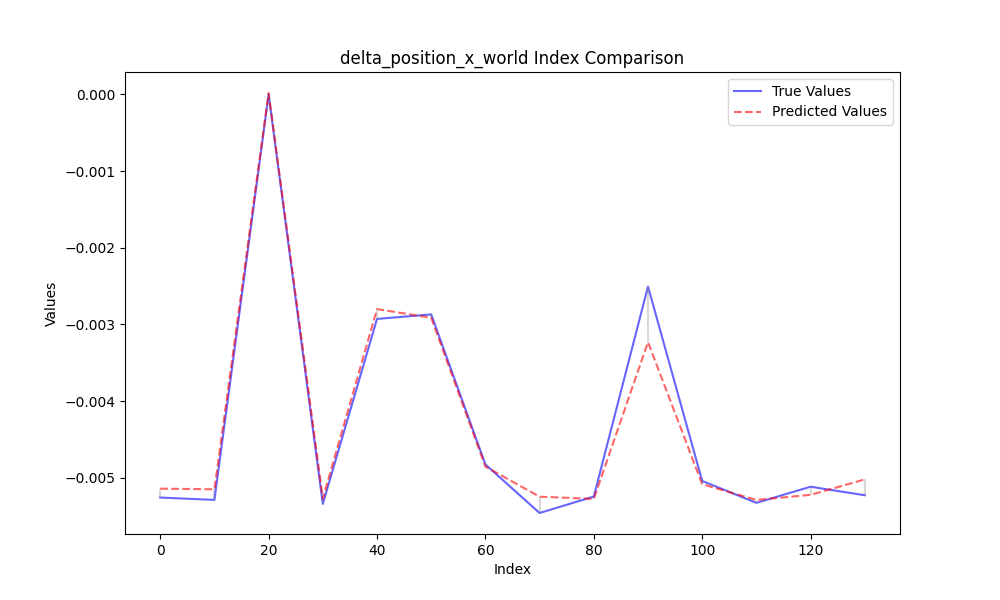 delta_position_x_world Index Comparison
True Values
Predicted Values
0.000
−0.001
−0.002
−0.003
−0.004
−0.005
Values
0 20 40 60 80 100 120
Index